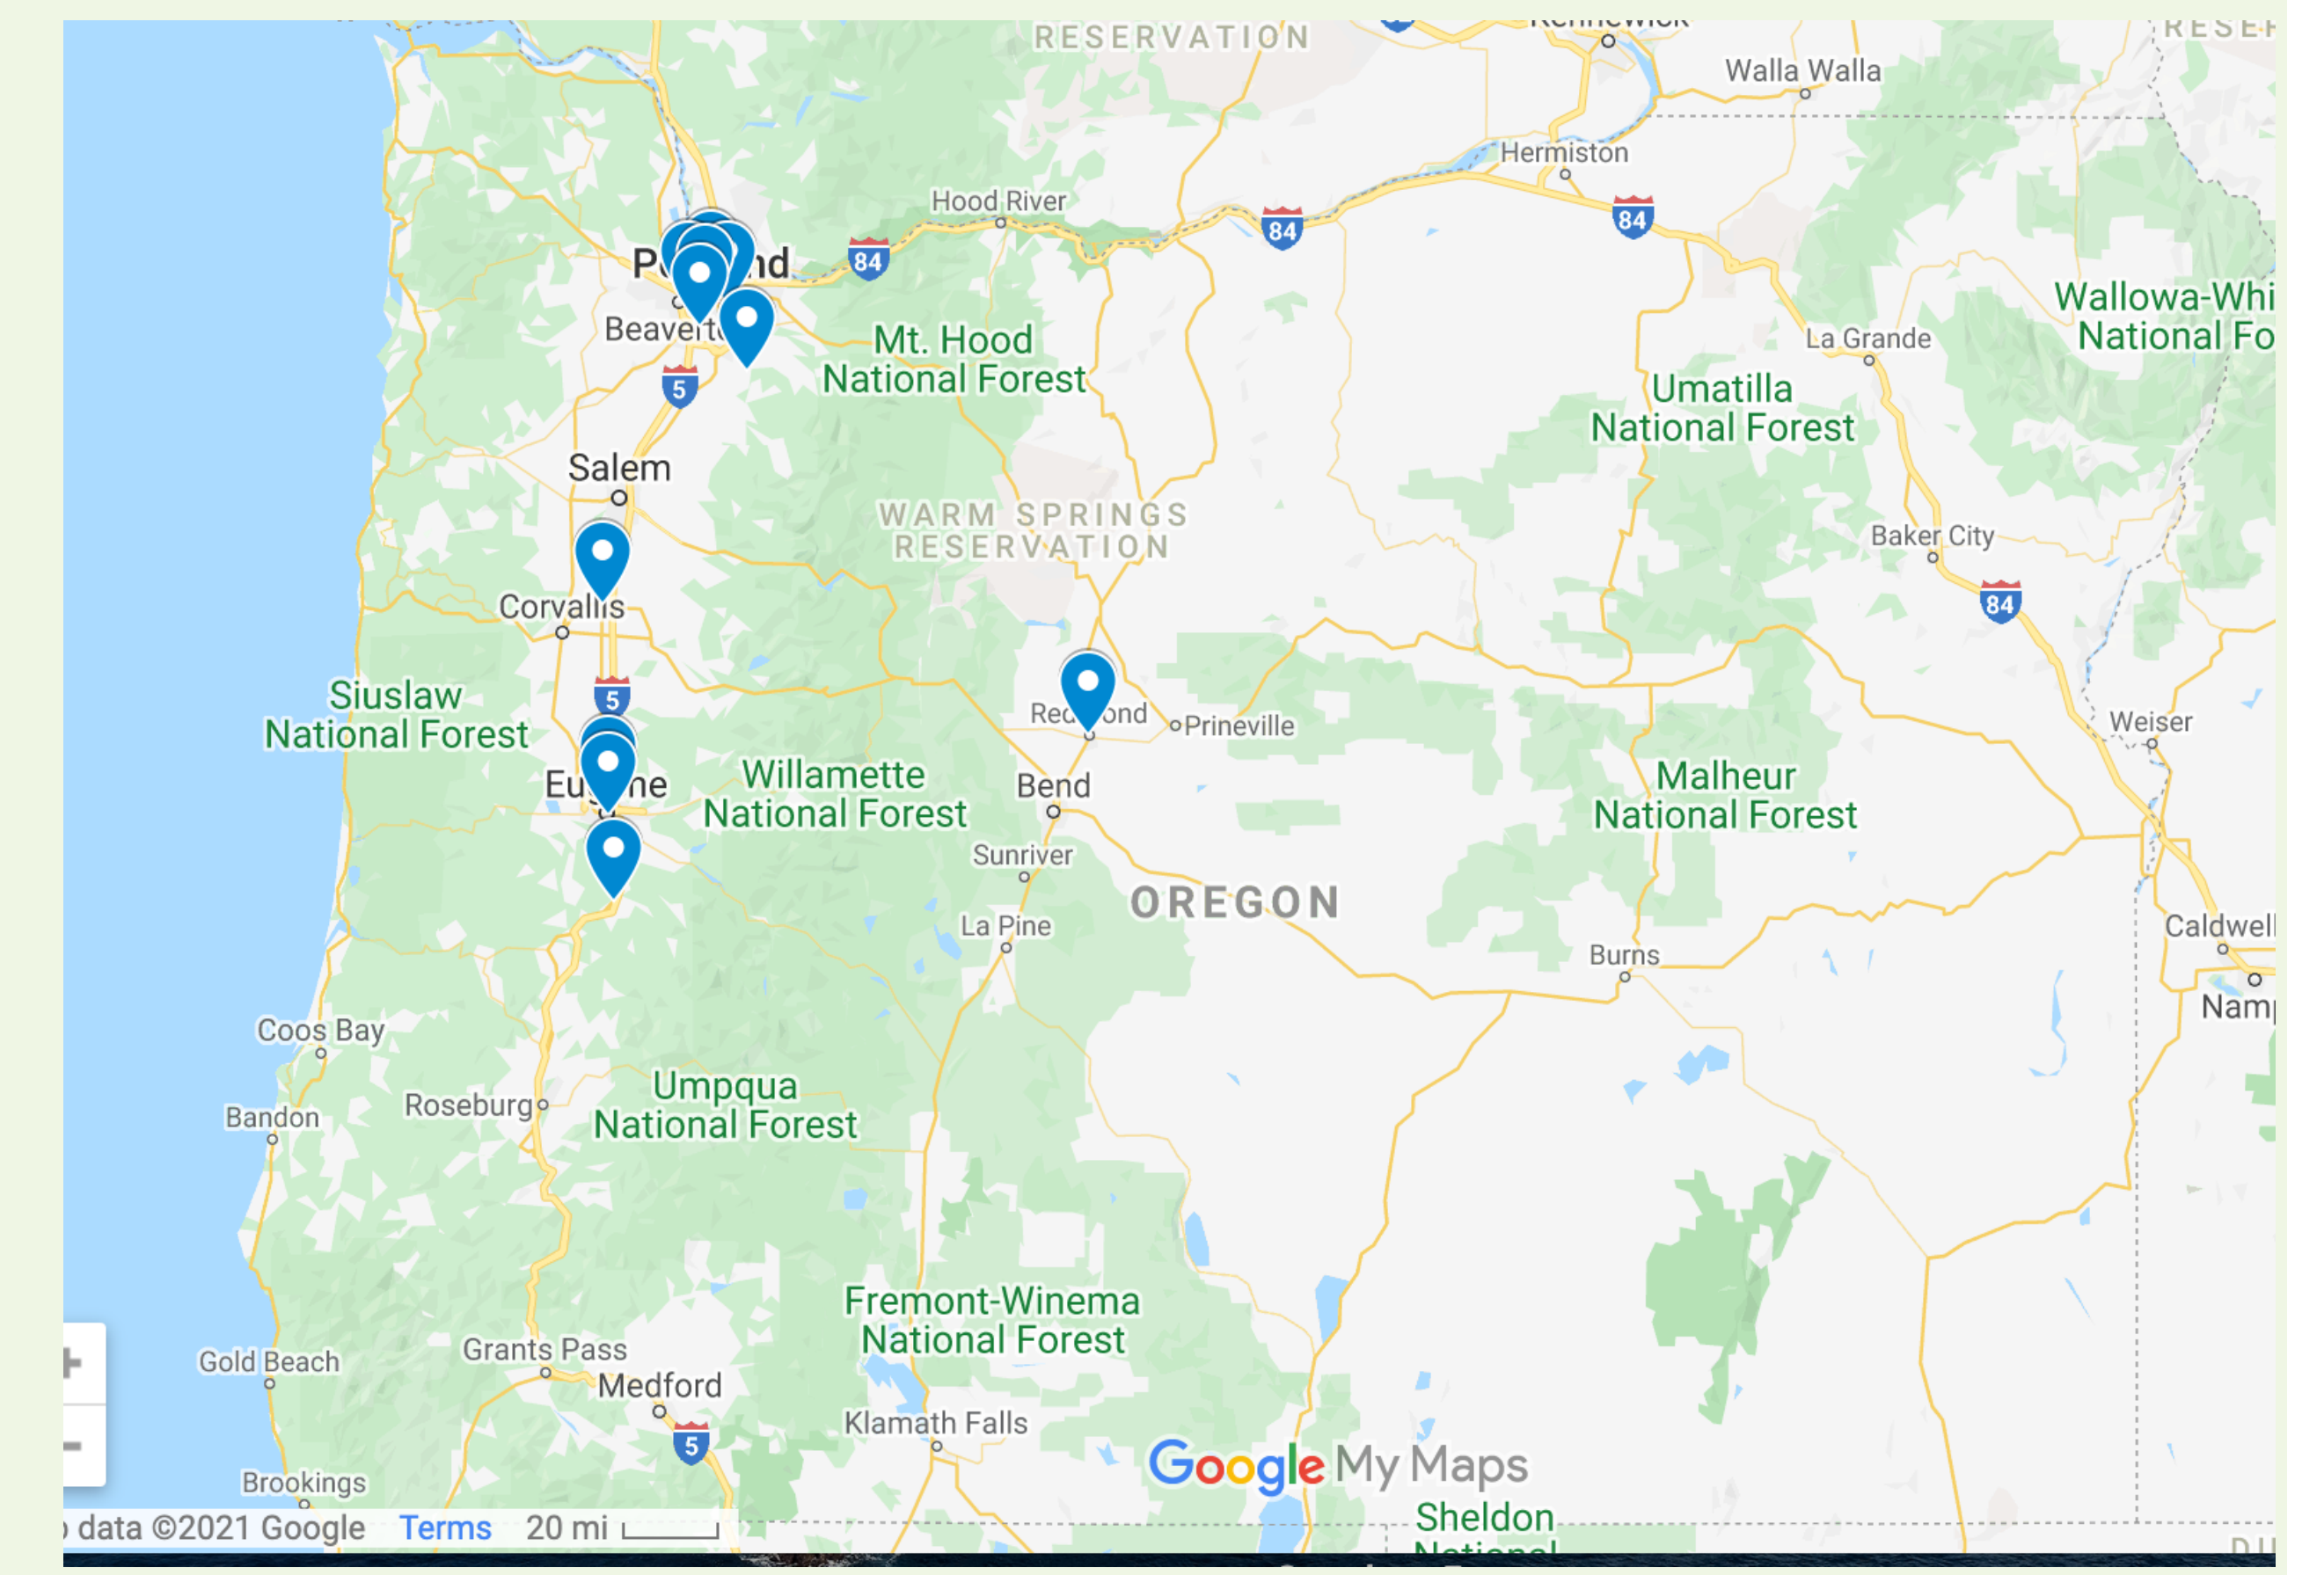 RESERVATION
Kennewick
Walla Walla
Hermiston
Hood River
84
84
84
Beaverto
Mt. Hood
National Forest
Wallowa-Whi
National Fo
La Grande
5
Umatilla
National Forest
Salem
WARM SPRINGS
RESERVATION
Baker City
84
Corvallis
5
Siuslaw
National Forest
Prineville
Weiser
Willamette
National Forest
Bend
Malheur
National Forest
Sunriver
OREGON
La Pine
Burns
Caldwell
Nam
Coos Bay
Umpqua
National Forest
Roseburg
Bandon
Fremont-Winema
National Forest
Grants Pass
Gold Beach
Medford
Klamath Falls
5
Google My Maps
Brookings
Sheldon
National
data ©2021 Google Terms 20 mi